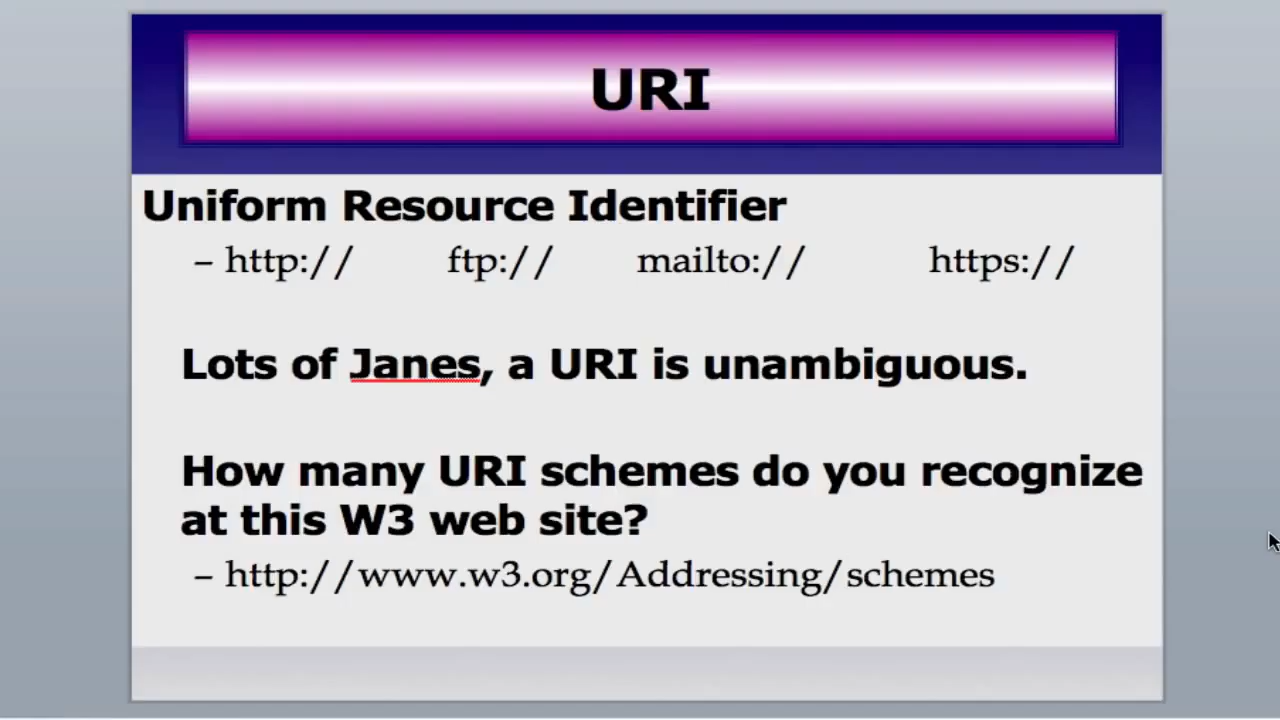 URI
Uniform Resource Identifier
– http:// ftp:// mailto:// https://
Lots of Janes, a URI is unambiguous.
How many URI schemes do you recognize
at this W3 web site?
– http://www.w3.org/Addressing/schemes